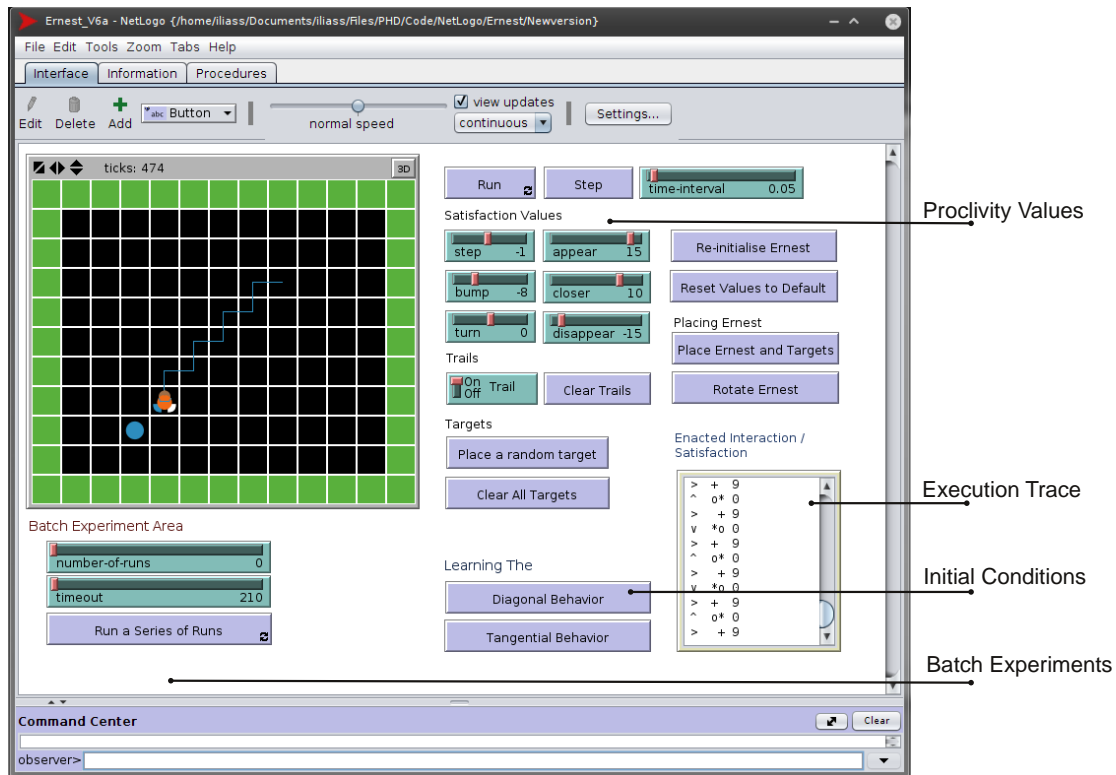 Ernest_V6a - NetLogo {/home/iliass/Documents/iliass/Files/PHD/Code/NetLogo/Ernest/Newversion}
File Edit Tools Zoom Tabs Help
Interface Information Procedures
Edit Delete Add abc Button normal speed view updates continuous Settings...
ticks: 474 3D
Run Step time-interval 0.05
Satisfaction Values
Proclivity Values
step -1 appear 15 Re-initialise Ernest
bump -8 closer 10 Reset Values to Default
turn 0 disappear -15 Placing Ernest
Trails Place Ernest and Targets
On Off Trail Clear Trails Rotate Ernest
Targets
Place a random target
Clear All Targets
Enacted Interaction /
Satisfaction
> + 9
^ o* 0
> + 9
v *o 0
> + 9
^ o* 0
> + 9
v *o 0
> + 9
^ o* 0
> + 9
Execution Trace
Batch Experiment Area
number-of-runs 0
timeout 210
Run a Series of Runs
Learning The
Diagonal Behavior
Tangential Behavior
Initial Conditions
Batch Experiments
Command Center Clear
observer>